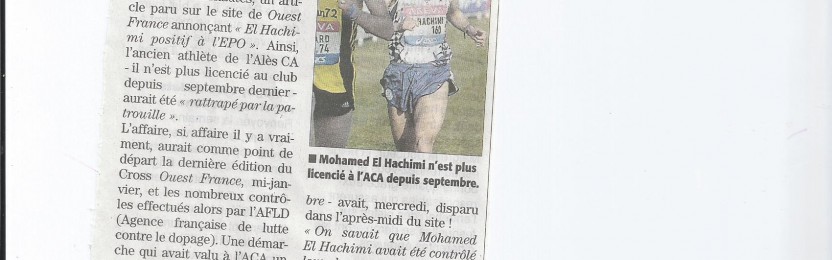 cle paru sur le site de Ouest
France annonçant « El Hachi-
mi positif à l'EPO ». Ainsi,
l'ancien athlète de l'Alès CA
- il n'est plus licencié au club
depuis septembre dernier -
aurait été « rattrapé par la pa-
trouille ».
L'affaire, si affaire il y a vrai-
ment, aurait comme point de
départ la dernière édition du
Cross Ouest France, mi-jan-
vier, et les nombreux contrô-
les effectués alors par l'AFLD
(Agence française de lutte
contre le dopage). Une démar-
che qui avait valu à l'ACA un
HACHIMI
160
74
■ Mohamed El Hachimi n'est plus
licencié à l'ACA depuis septembre.
bre - avait, mercredi, disparu
dans l'après-midi du site !
« On savait que Mohamed
El Hachimi avait été contrôlé